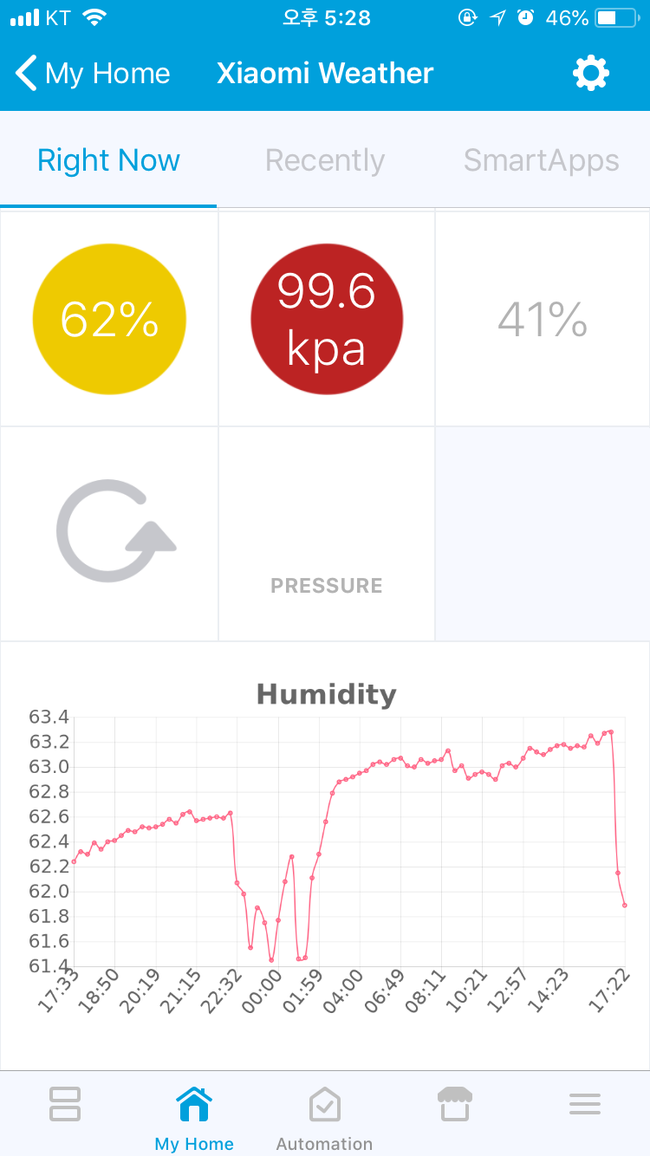 KT 오후 5:28 46%
My Home Xiaomi Weather
Right Now Recently SmartApps
62% 99.6 kpa 41%
PRESSURE
Humidity
63.4
63.2
63.0
62.8
62.6
62.4
62.2
62.0
61.8
61.6
61.4
17:33 18:50 20:19 21:15 22:32 00:00 01:59 04:00 06:49 08:11 10:21 12:57 14:23 17:22
My Home Automation